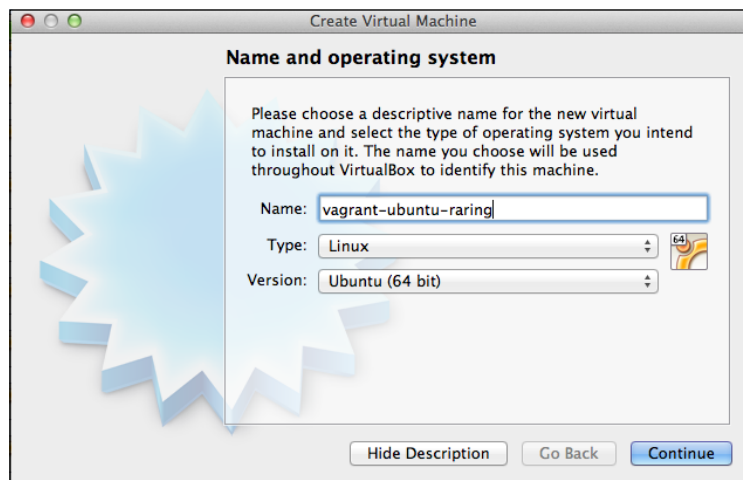 Create Virtual Machine
Name and operating system
Please choose a descriptive name for the new virtual
machine and select the type of operating system you intend
to install on it. The name you choose will be used
throughout VirtualBox to identify this machine.
Name: vagrant-ubuntu-raring
Type: Linux
64
Version: Ubuntu (64 bit)
Hide Description Go Back Continue